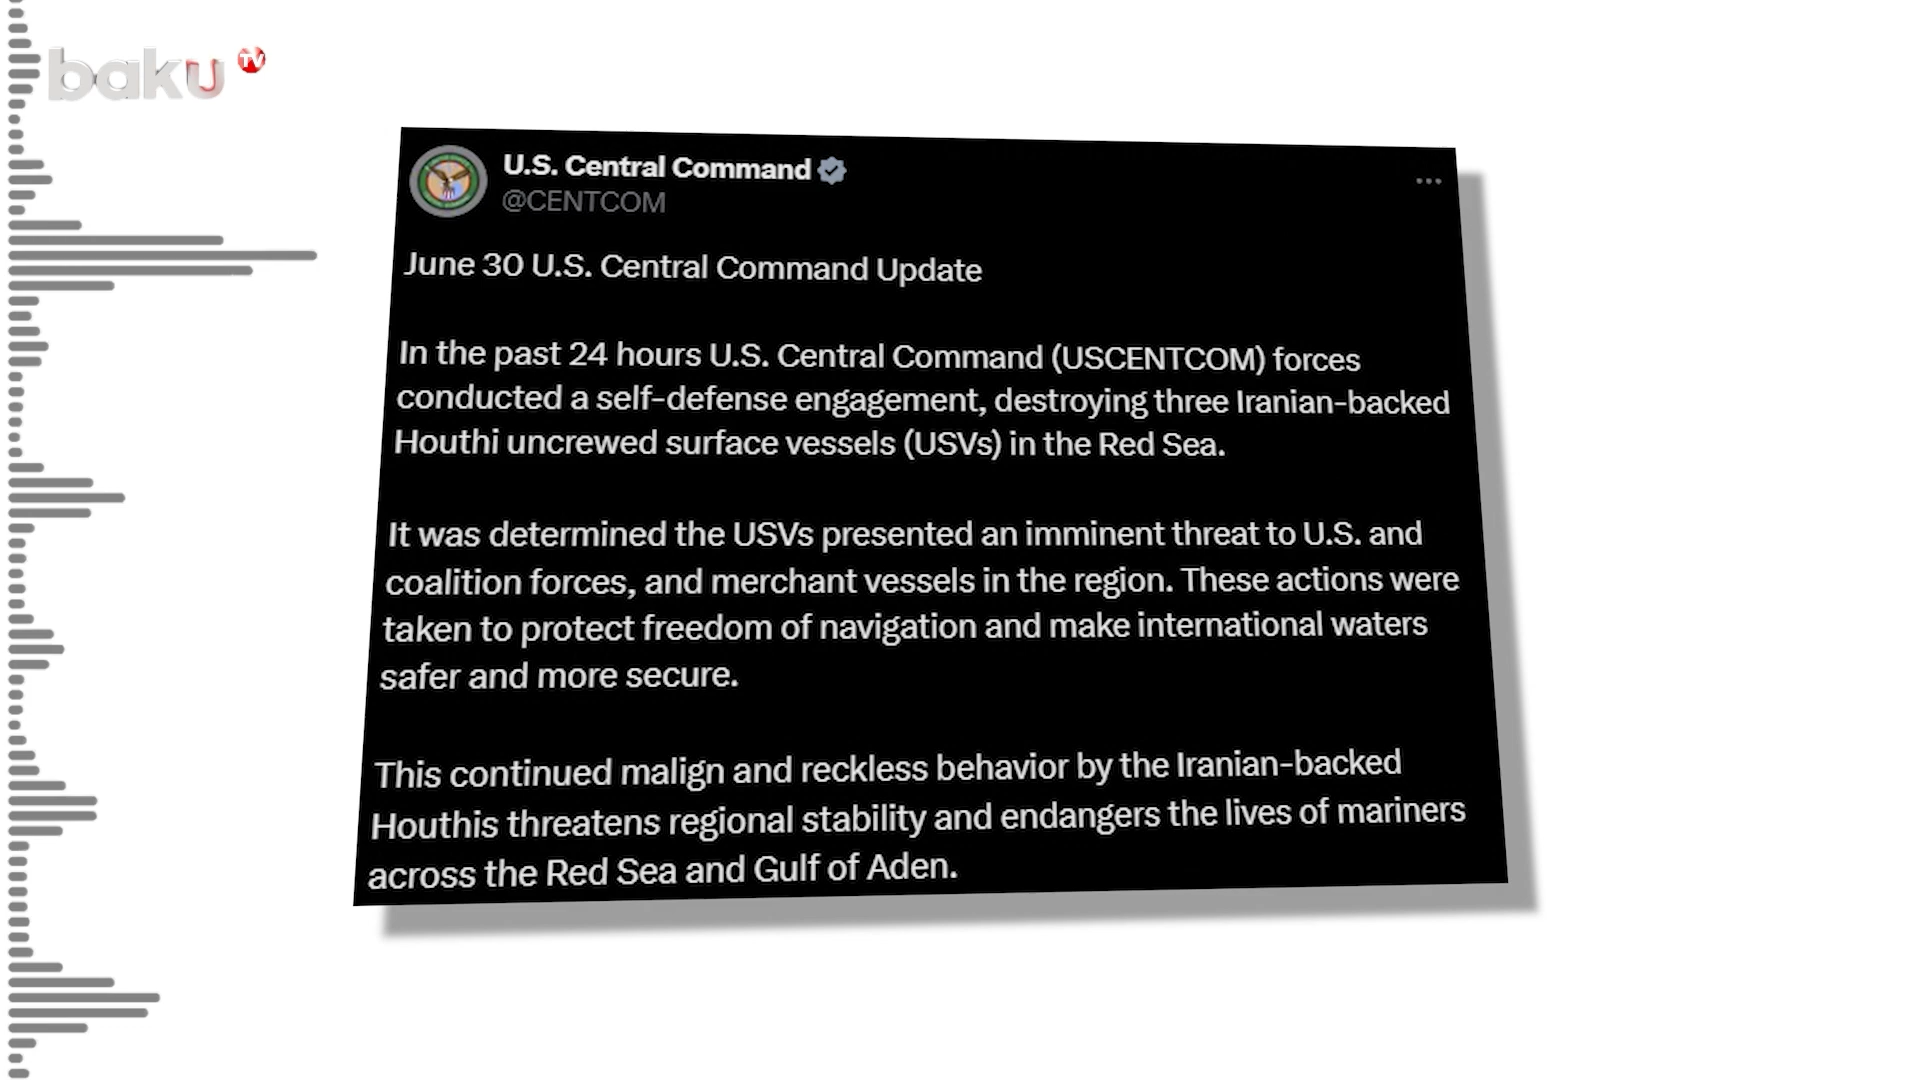 baku TV
U.S. Central Command
@CENTCOM
June 30 U.S. Central Command Update
In the past 24 hours U.S. Central Command (USCENTCOM) forces
conducted a self-defense engagement, destroying three Iranian-backed
Houthi uncrewed surface vessels (USVs) in the Red Sea.
It was determined the USVs presented an imminent threat to U.S. and
coalition forces, and merchant vessels in the region. These actions were
taken to protect freedom of navigation and make international waters
safer and more secure.
This continued malign and reckless behavior by the Iranian-backed
Houthis threatens regional stability and endangers the lives of mariners
across the Red Sea and Gulf of Aden.